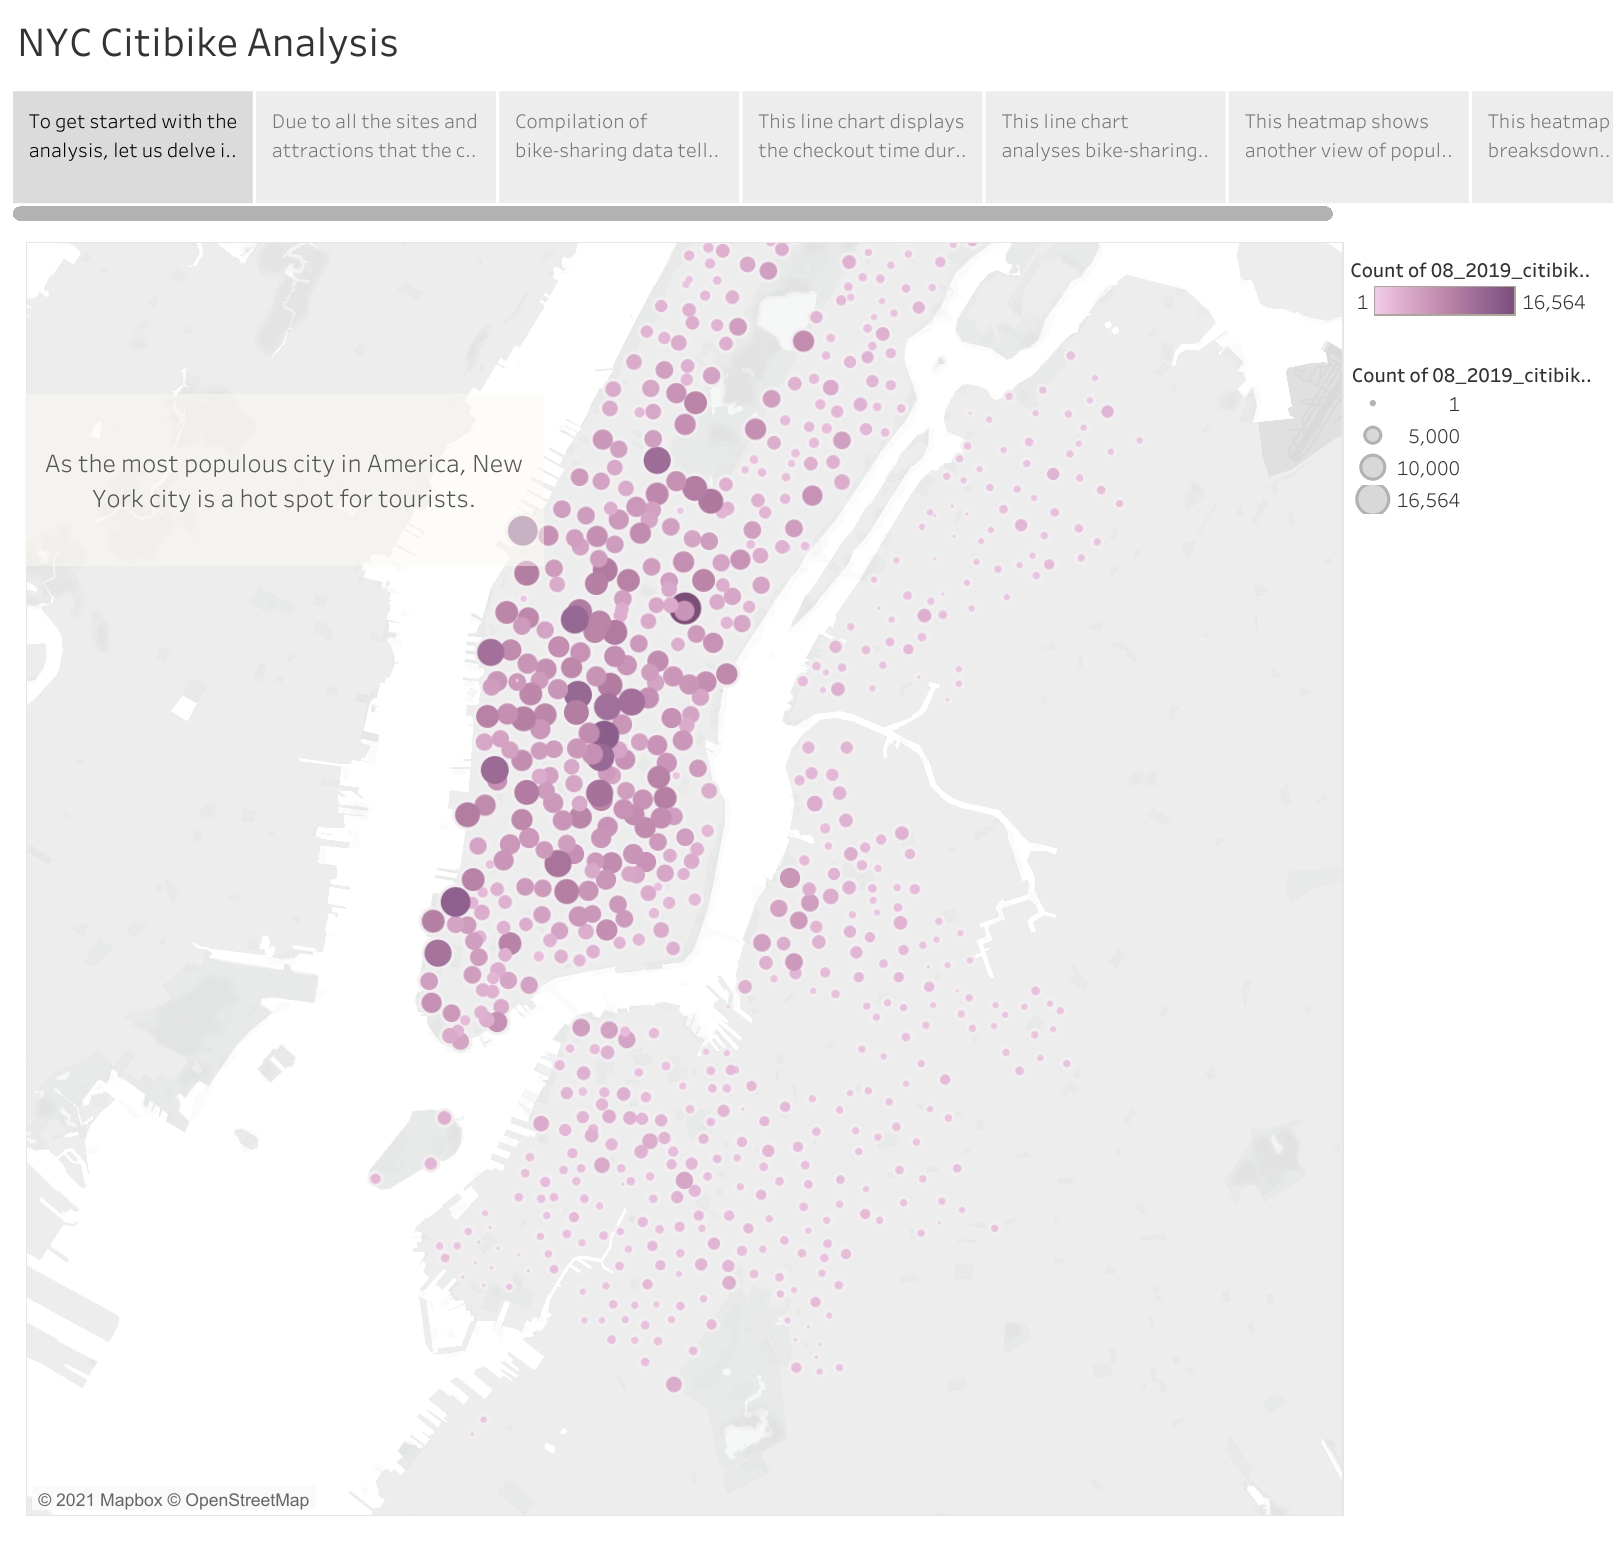 NYC Citibike Analysis
To get started with the
analysis, let us delve i..
Due to all the sites and
attractions that the c..
Compilation of
bike-sharing data tell..
This line chart displays
the checkout time dur..
This line chart
analyses bike-sharing..
This heatmap shows
another view of popul..
This heatmap
breaksdown..
Count of 08_2019_citibik..
1 16,564
Count of 08_2019_citibik..
1
5,000
10,000
16,564
As the most populous city in America, New
York city is a hot spot for tourists.
© 2021 Mapbox © OpenStreetMap